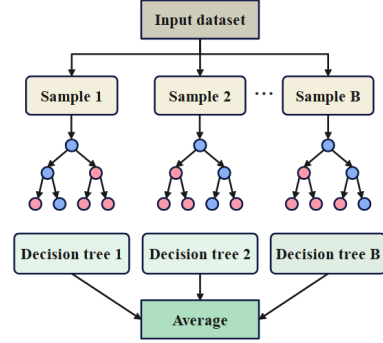 Input dataset
Sample 1
Sample 2
...
Sample B
Decision tree 1
Decision tree 2
Decision tree B
Average